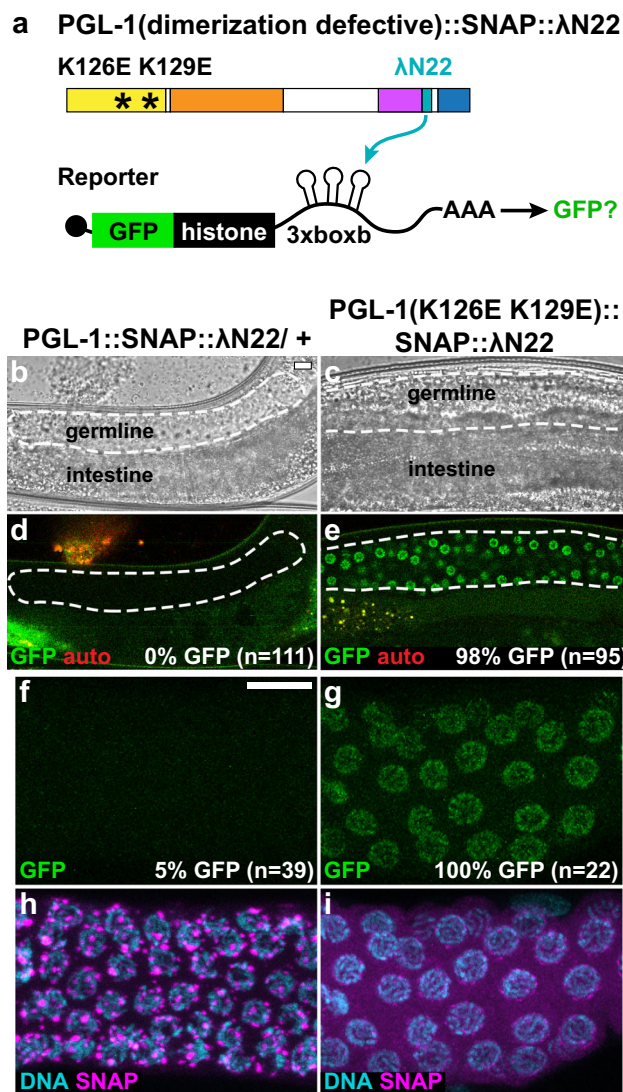 a PGL-1(dimerization defective)::SNAP::λN22
K126E K129E λN22
**
Reporter
GFP histone 3xboxb AAA GFP?
PGL-1::SNAP::λN22/ +
PGL-1(K126E K129E)::
SNAP::λN22
b germline
intestine
c germline
intestine
d
GFP auto 0% GFP (n=111)
e
GFP auto 98% GFP (n=95)
f
GFP 5% GFP (n=39)
g
GFP 100% GFP (n=22)
h
DNA SNAP
i
DNA SNAP